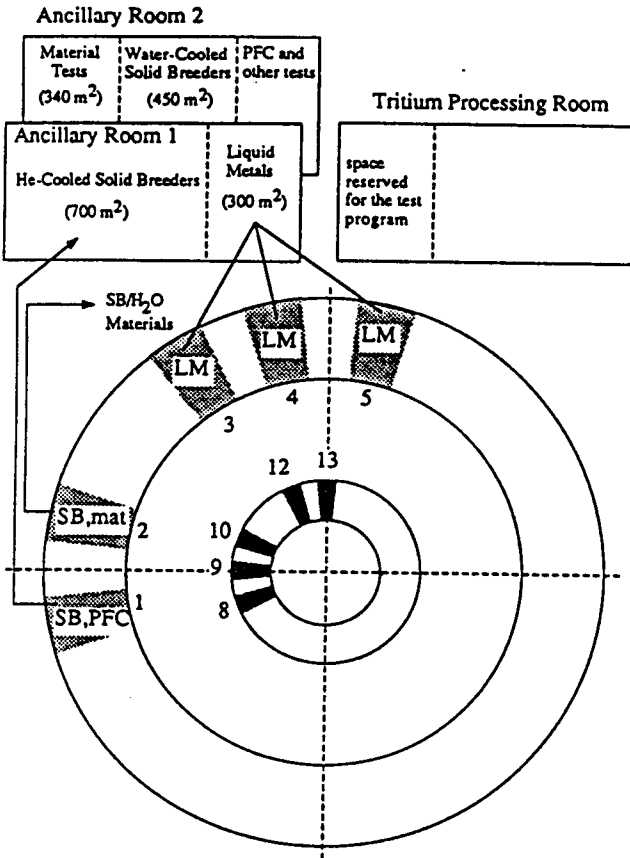 Ancillary Room 2
Material
Tests
(340 m²)
Water-Cooled
Solid Breeders
(450 m²)
PFC and
other tests
Tritium Processing Room
Ancillary Room 1
He-Cooled Solid Breeders
(700 m²)
Liquid
Metals
(300 m²)
space
reserved
for the test
program
SB/H₂O
Materials
LM
LM
LM
3
4
5
12
13
SB,mat
2
10
9
8
1
SB,PFC